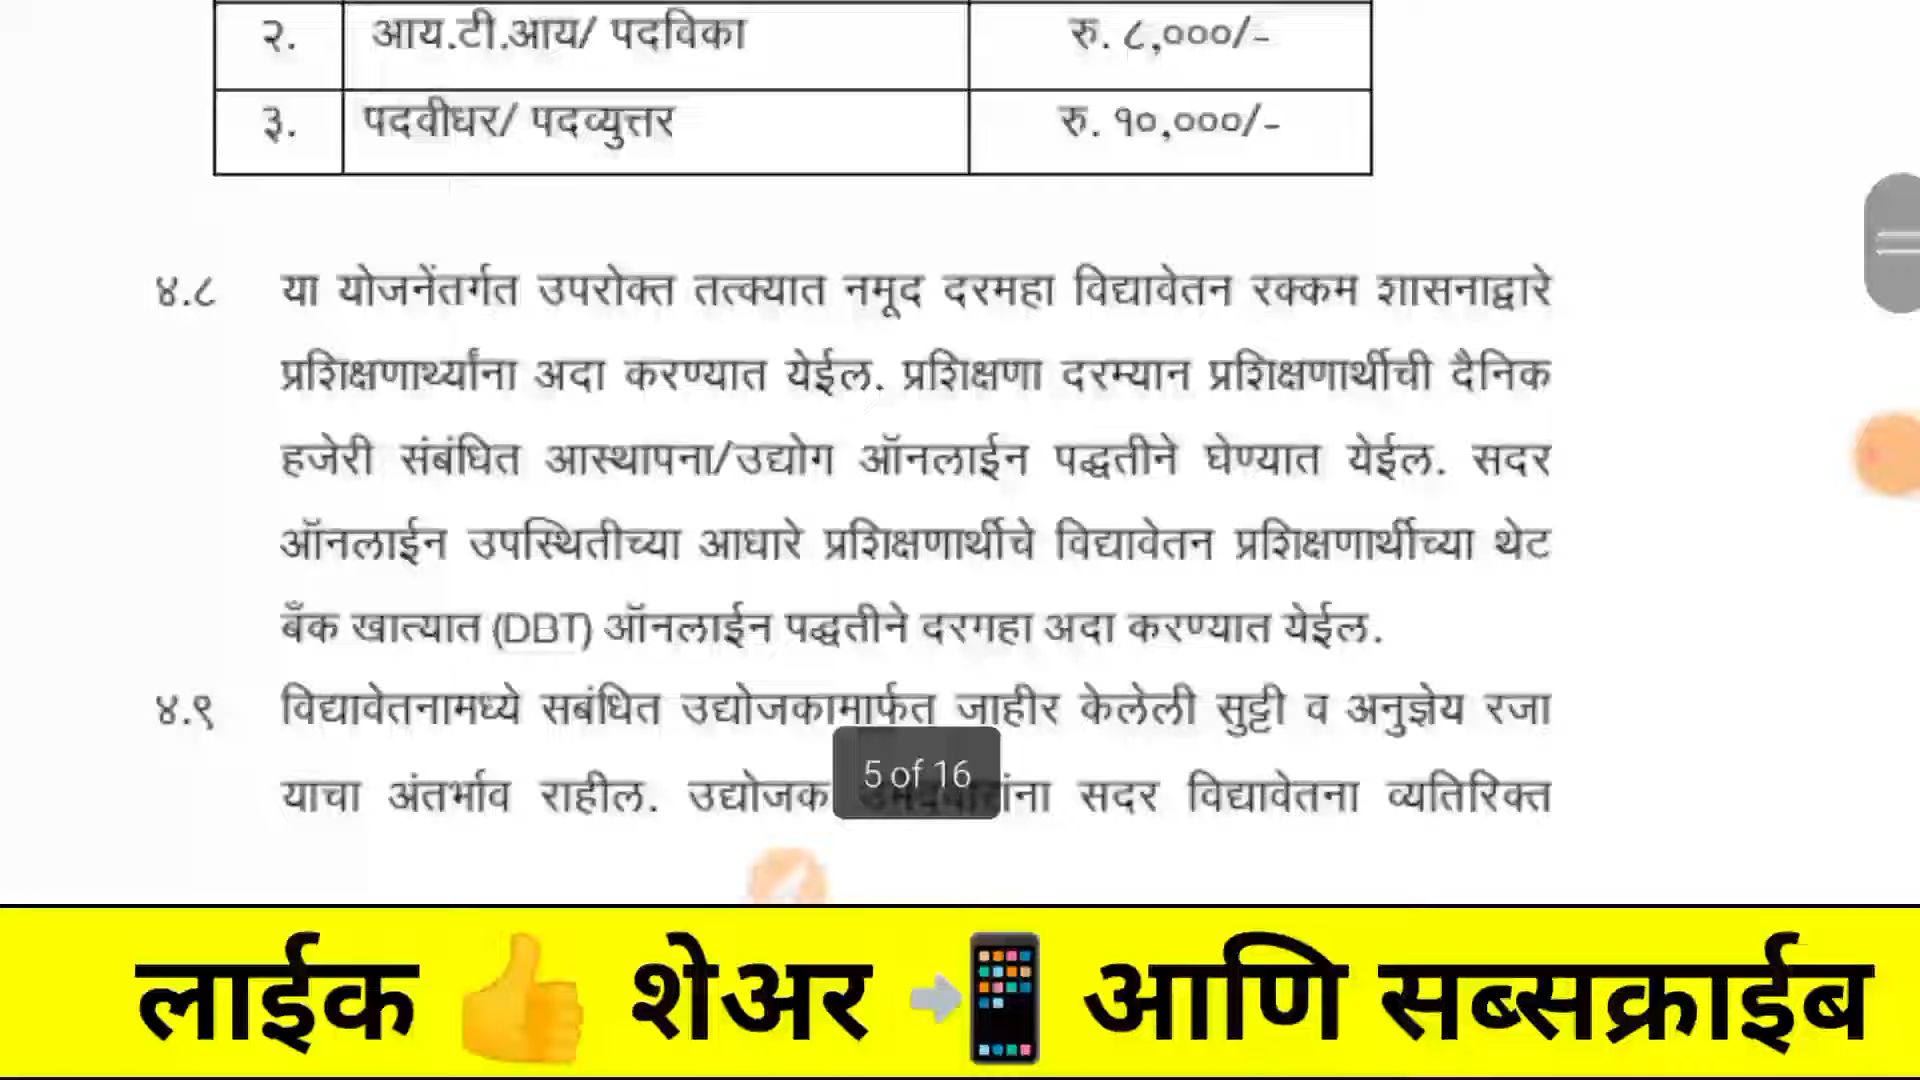 २. आय.टी.आय/ पदविका रु. ८,०००/-
३. पदवीधर/ पदव्युत्तर रु. १०,०००/-
४.८ या योजनेंतर्गत उपरोक्त तत्क्यात नमूद दरमहा विद्यावेतन रक्कम शासनाद्वारे
प्रशिक्षणार्थ्यांना अदा करण्यात येईल. प्रशिक्षणा दरम्यान प्रशिक्षणार्थीची दैनिक
हजेरी संबंधित आस्थापना/उद्योग ऑनलाईन पद्धतीने घेण्यात येईल. सदर
ऑनलाईन उपस्थितीच्या आधारे प्रशिक्षणार्थीचे विद्यावेतन प्रशिक्षणार्थीच्या थेट
बँक खात्यात (DBT) ऑनलाईन पद्धतीने दरमहा अदा करण्यात येईल.
४.९ विद्यावेतनामध्ये सबंधित उद्योजकामार्फत जाहीर केलेली सुट्टी व अनुज्ञेय रजा
याचा अंतर्भाव राहील. उद्योजक सदर विद्यावेतना व्यतिरिक्त
5 of 16
लाईक शेअर आणि सब्सक्राईब